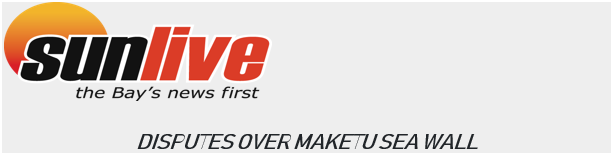 sunlive
the Bay's news first
DISPUTES OVER MAKETU SEA WALL